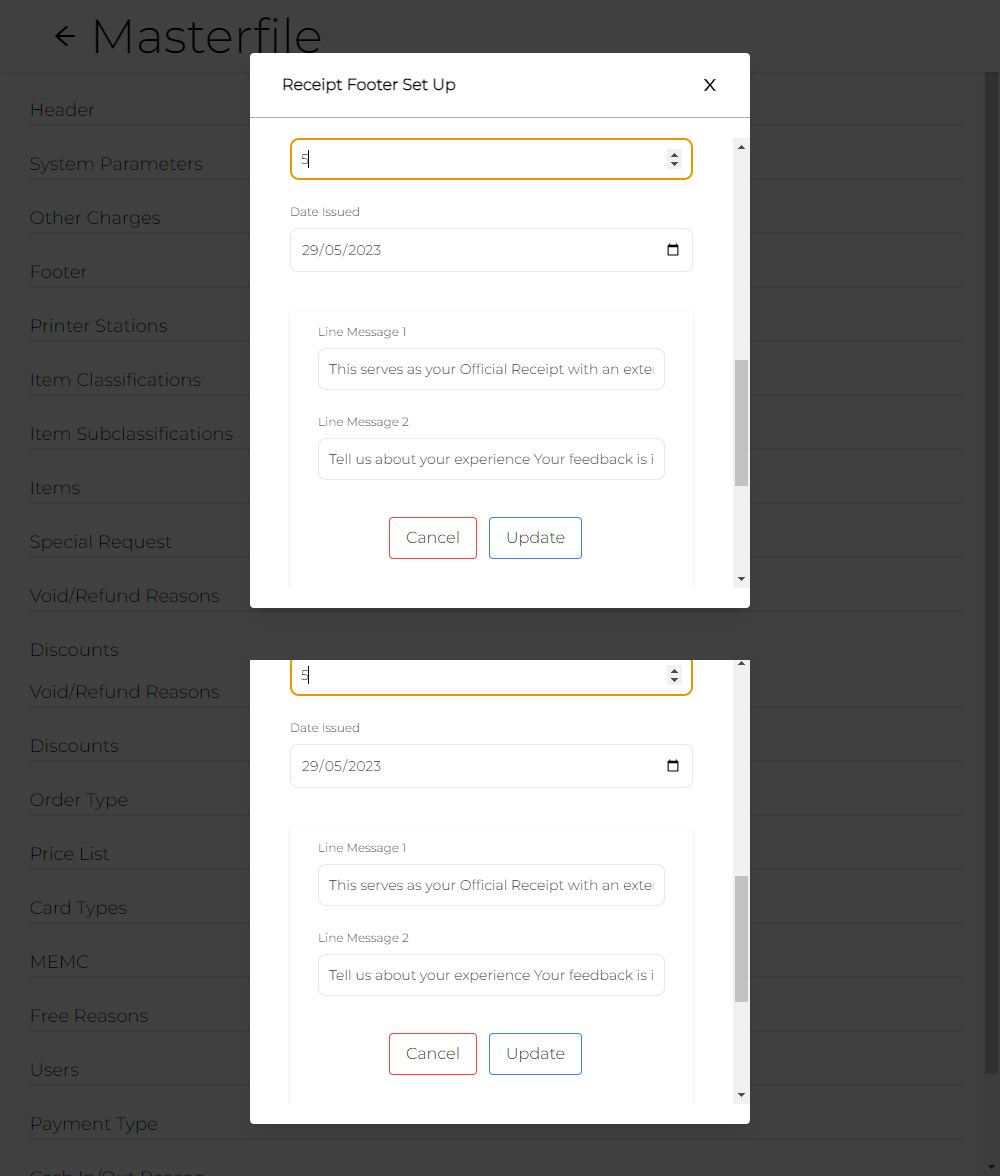 Masterfile
Receipt Footer Set Up X
Header
5
System Parameters
Date Issued
Other Charges
29/05/2023
Footer
Printer Stations
Line Message 1
This serves as your Official Receipt with an exte
Item Classifications
Line Message 2
Item Subclassifications
Tell us about your experience Your feedback is i
Items
Special Request
Cancel Update
Void/Refund Reasons
Discounts
5
Void/Refund Reasons
Date Issued
Discounts
29/05/2023
Order Type
Line Message 1
Price List
This serves as your Official Receipt with an exte
Card Types
Line Message 2
MEMC
Tell us about your experience Your feedback is i
Free Reasons
Cancel Update
Users
Payment Type
Cash In/Out Reason